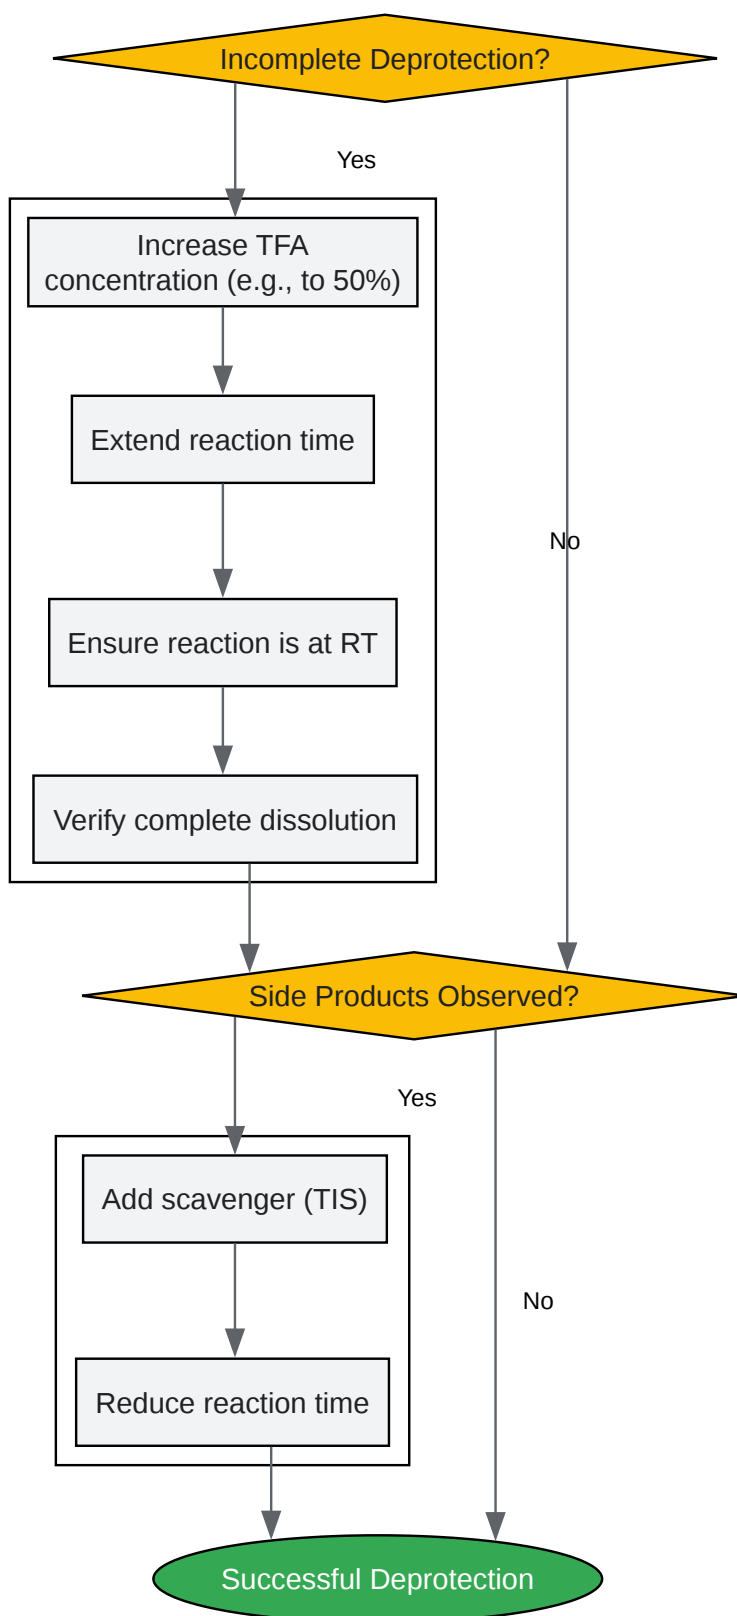 Incomplete Deprotection?
Yes
Increase TFA
concentration (e.g., to 50%)
Extend reaction time
No
Ensure reaction is at RT
Verify complete dissolution
Side Products Observed?
Yes
Add scavenger (TIS)
No
Reduce reaction time
Successful Deprotection